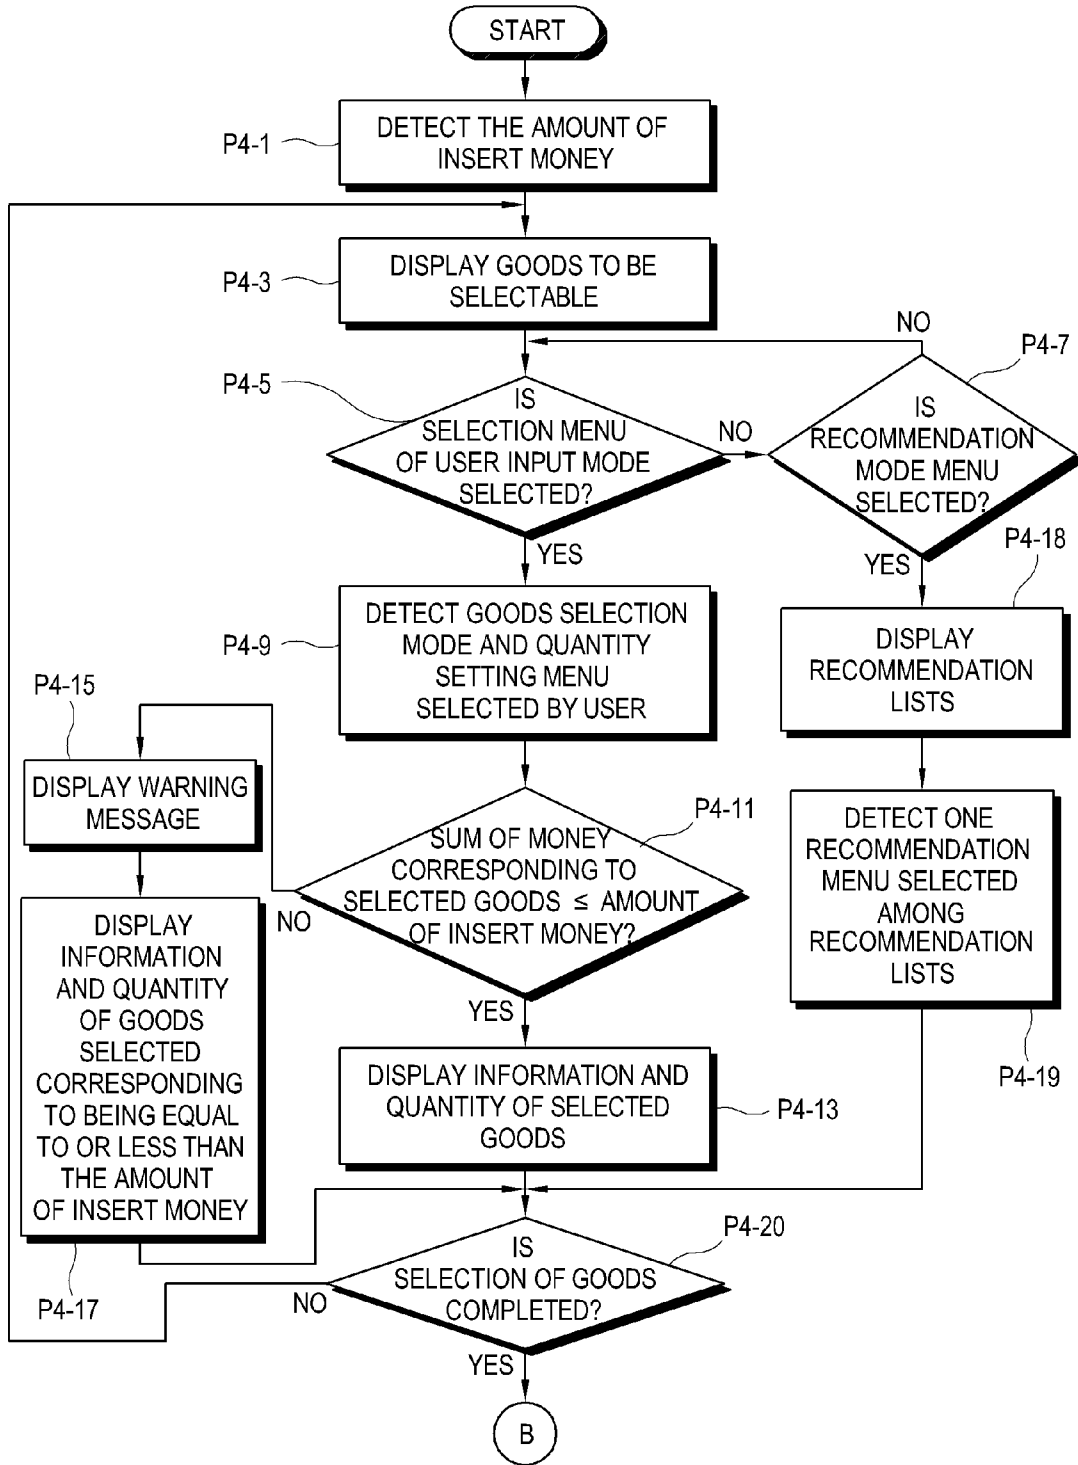 START
P4-1
DETECT THE AMOUNT OF
INSERT MONEY
P4-3
DISPLAY GOODS TO BE
SELECTABLE
NO
P4-7
P4-5
IS
SELECTION MENU
OF USER INPUT MODE
SELECTED?
NO
IS
RECOMMENDATION
MODE MENU
SELECTED?
YES
YES
P4-18
P4-9
DETECT GOODS SELECTION
MODE AND QUANTITY
SETTING MENU
SELECTED BY USER
DISPLAY
RECOMMENDATION
LISTS
P4-15
DISPLAY WARNING
MESSAGE
P4-11
SUM OF MONEY
CORRESPONDING TO
SELECTED GOODS ≤ AMOUNT
OF INSERT MONEY?
NO
YES
DETECT ONE
RECOMMENDATION
MENU SELECTED
AMONG
RECOMMENDATION
LISTS
P4-19
DISPLAY
INFORMATION
AND QUANTITY
OF GOODS
SELECTED
CORRESPONDING
TO BEING EQUAL
TO OR LESS THAN
THE AMOUNT
OF INSERT MONEY
P4-17
DISPLAY INFORMATION AND
QUANTITY OF SELECTED
GOODS
P4-13
P4-20
IS
SELECTION OF GOODS
COMPLETED?
NO
YES
B